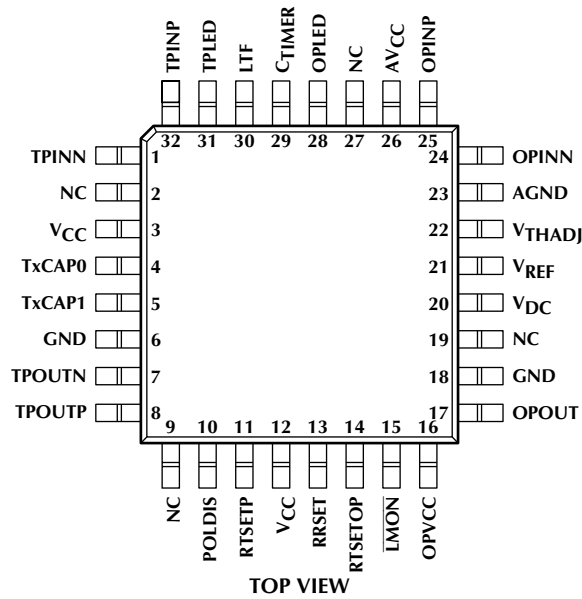 TPINP TPLED LTF CTIMER OPLED NC AVCC OPINP
32 31 30 29 28 27 26 25
TPINN 1 24 OPINN
NC 2 23 AGND
VCC 3 22 VTHADJ
TxCAP0 4 21 VREF
TxCAP1 5 20 VDC
GND 6 19 NC
TPOUTN 7 18 GND
TPOUTP 8 17 OPOUT
9 10 11 12 13 14 15 16
NC POLDIS RTSETP VCC RRSET RTSETOP LMON OPVCC
TOP VIEW